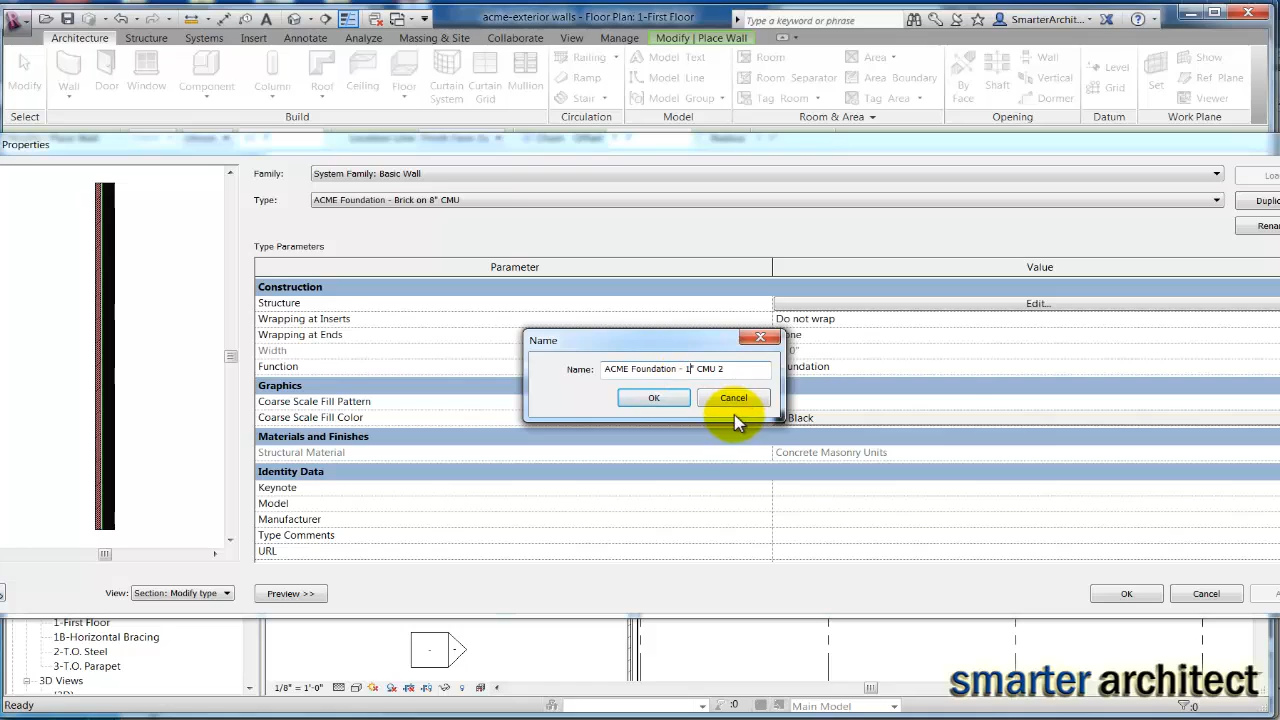 acme-exterior walls - Floor Plan: 1-First Floor
Type a keyword or phrase
SmarterArchit...
Architecture Structure Systems Insert Annotate Analyze Massing & Site Collaborate View Manage Modify | Place Wall
Modify Wall Door Window Component Column Roof Ceiling Floor Curtain System Curtain Grid Mullion
Railing Ramp Stair
Model Text Model Line Model Group
Room Room Separator Tag Room
Area Area Boundary Tag Area
By Face Shaft Wall Vertical Dormer
Level Grid
Set Show Ref Plane Viewer
Select Build Circulation Model Room & Area Opening Datum Work Plane
Properties
Family: System Family: Basic Wall
Type: ACME Foundation - Brick on 8" CMU
Type Parameters
Parameter Value
Construction
Structure Edit...
Wrapping at Inserts Do not wrap
Wrapping at Ends
Width
Function
Graphics
Coarse Scale Fill Pattern
Coarse Scale Fill Color Black
Materials and Finishes
Structural Material Concrete Masonry Units
Identity Data
Keynote
Model
Manufacturer
Type Comments
URL
Name
Name: ACME Foundation - 1" CMU 2
OK Cancel
View: Section: Modify type Preview >> OK Cancel
1-First Floor
1B-Horizontal Bracing
2-T.O. Steel
3-T.O. Parapet
3D Views
1/8" = 1'-0"
Ready :0 Main Model :0
smarter architect